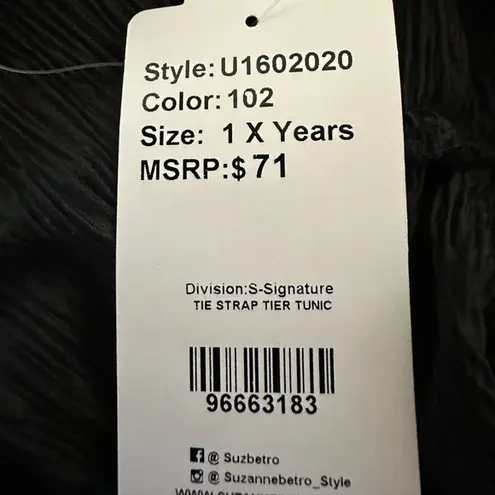 Style: U1602020
Color: 102
Size: 1 X Years
MSRP:$ 71
Division:S-Signature
TIE STRAP TIER TUNIC
96663183
@ Suzbetro
@ Suzannebetro_Style